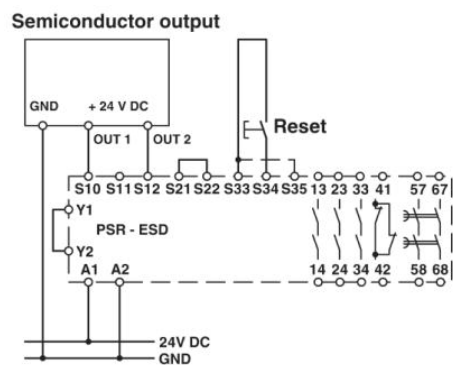 Semiconductor output
GND + 24 V DC
OUT 1 OUT 2
Reset
S10 S11 S12 S21 S22 S33 S34 S35 13 23 33 41 57 67
Y1
PSR - ESD
Y2
A1 A2 14 24 34 42 58 68
24V DC
GND